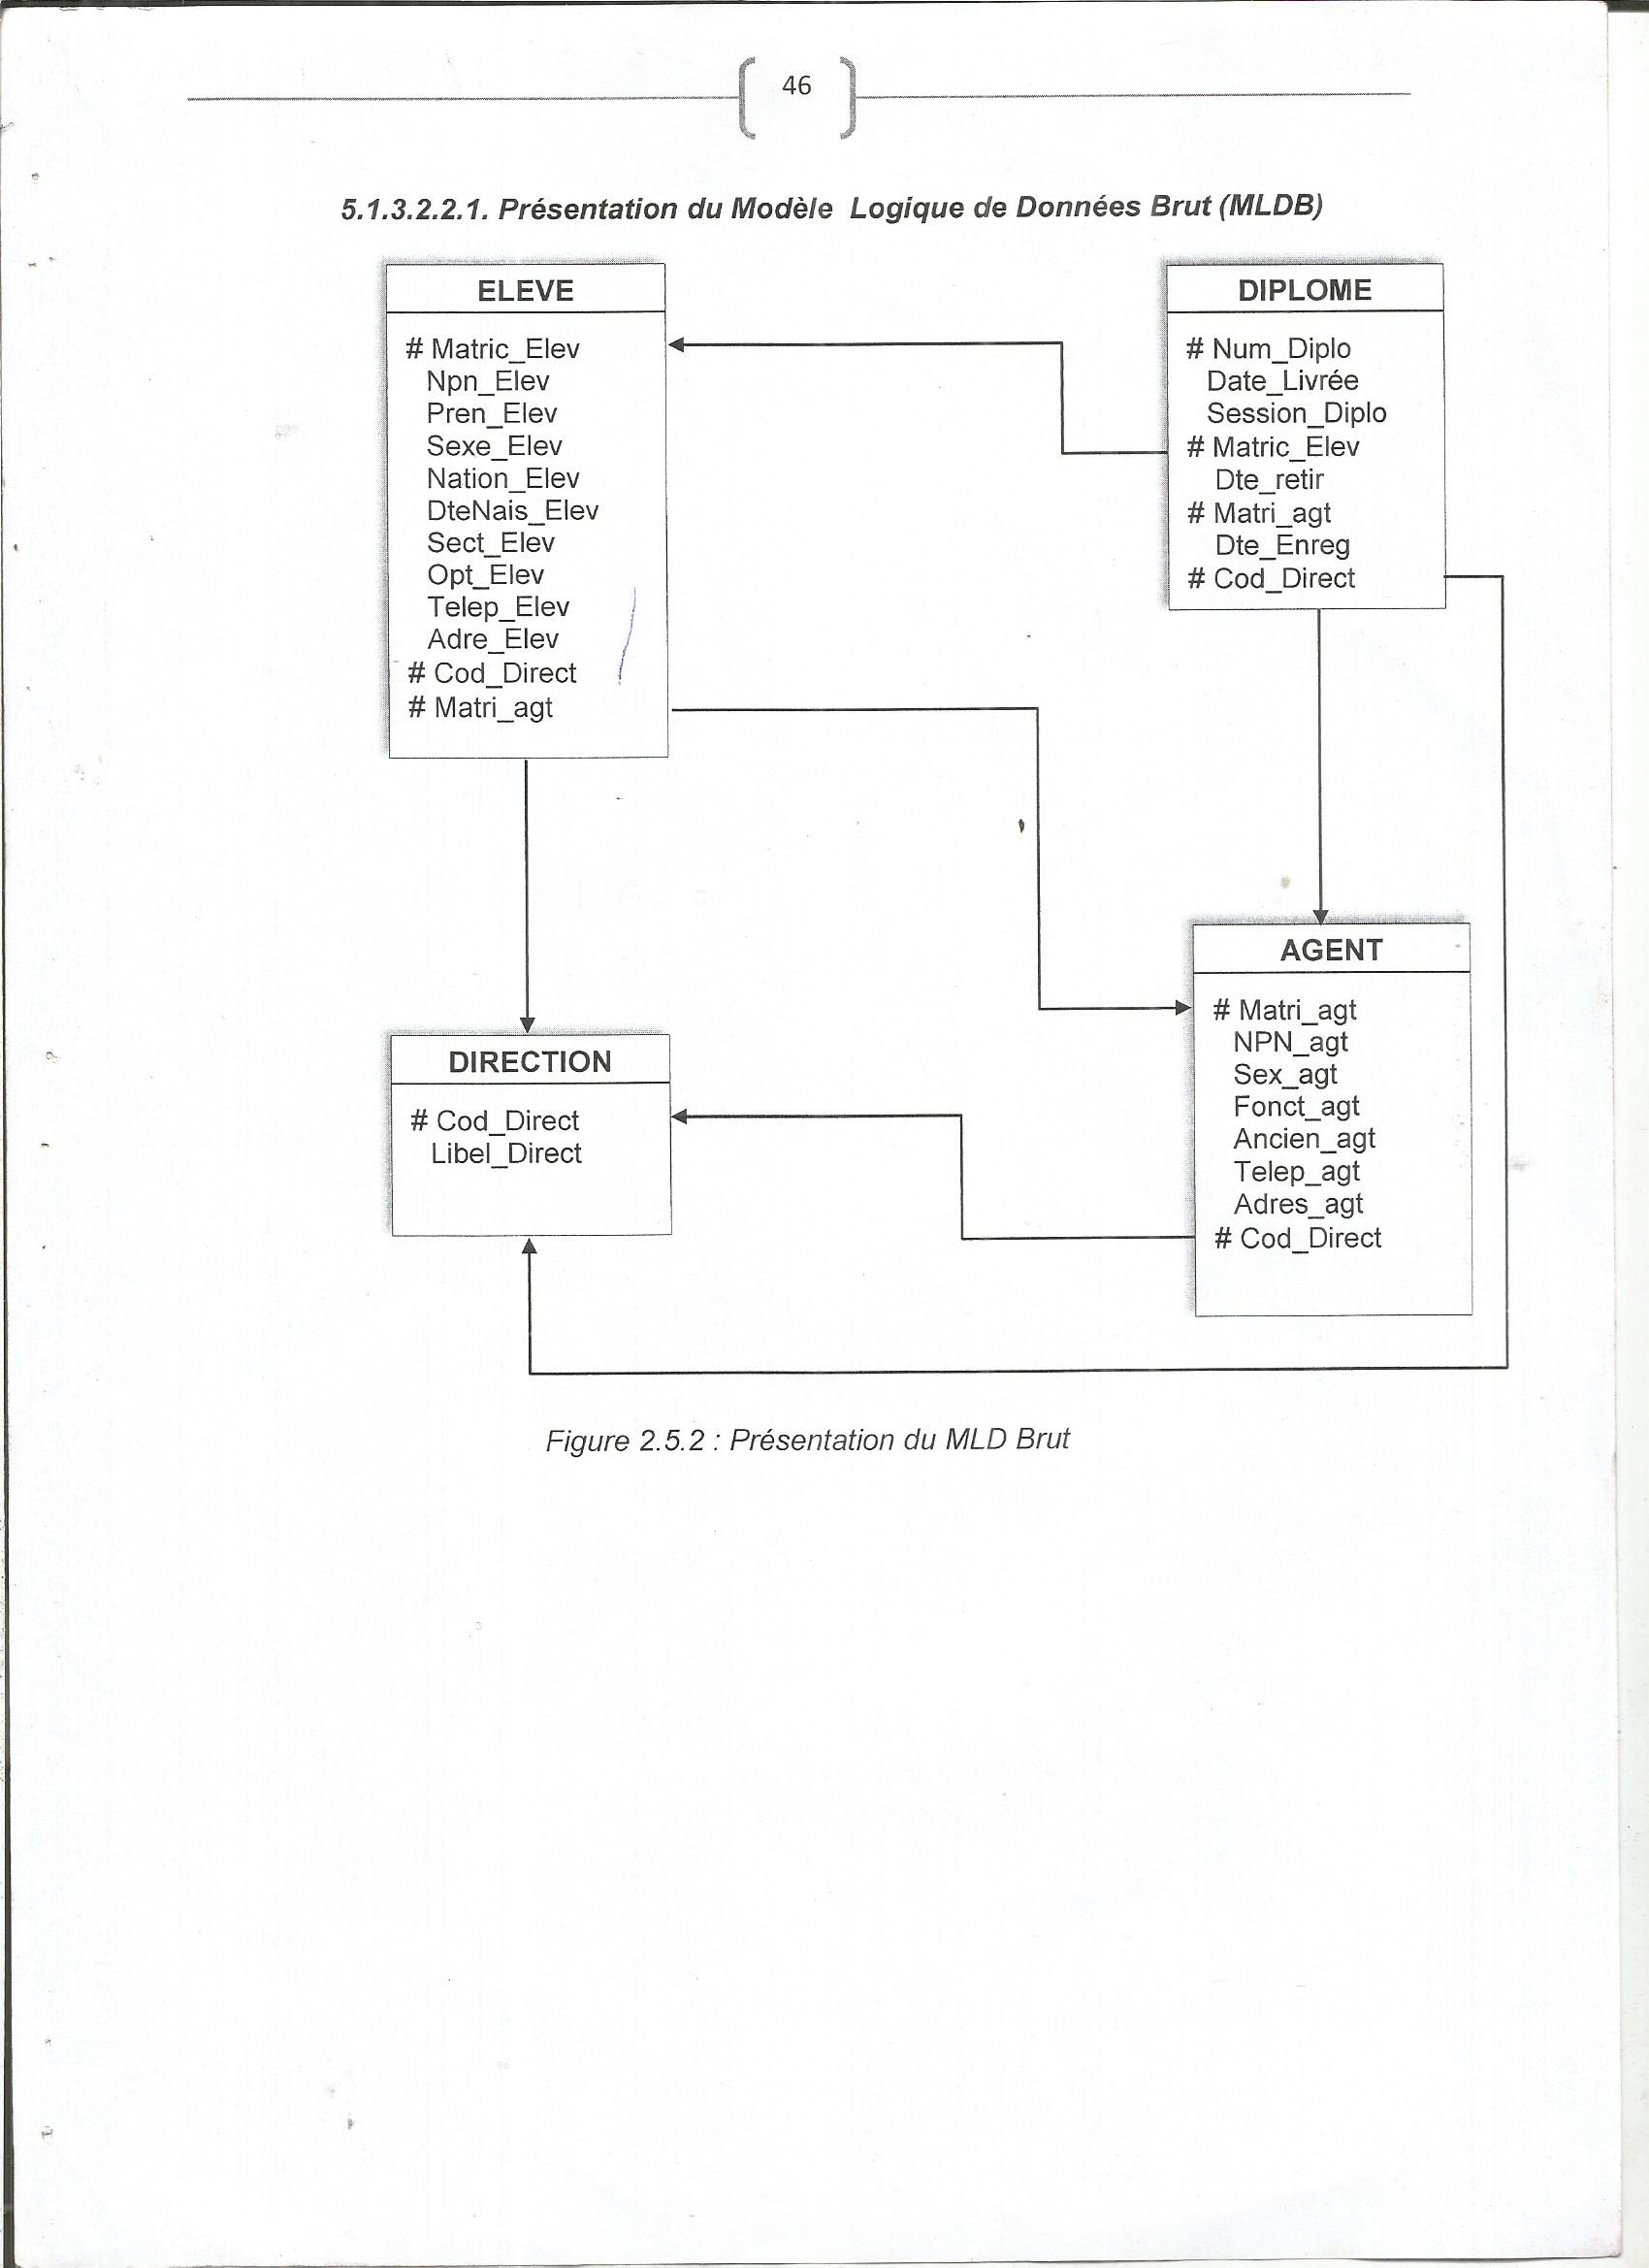 46
5.1.3.2.2.1. Présentation du Modèle Logique de Données Brut (MLDB)
ELEVE
# Matric_Elev
Npn_Elev
Pren_Elev
Sexe_Elev
Nation_Elev
DteNais_Elev
Sect_Elev
Opt_Elev
Telep_Elev
Adre_Elev
# Cod_Direct
# Matri_agt
DIPLOME
# Num_Diplo
Date_Livrée
Session_Diplo
# Matric_Elev
Dte_retir
# Matri_agt
Dte_Enreg
# Cod_Direct
DIRECTION
# Cod_Direct
Libel_Direct
AGENT
# Matri_agt
NPN_agt
Sex_agt
Fonct_agt
Ancien_agt
Telep_agt
Adres_agt
# Cod_Direct
Figure 2.5.2 : Présentation du MLD Brut